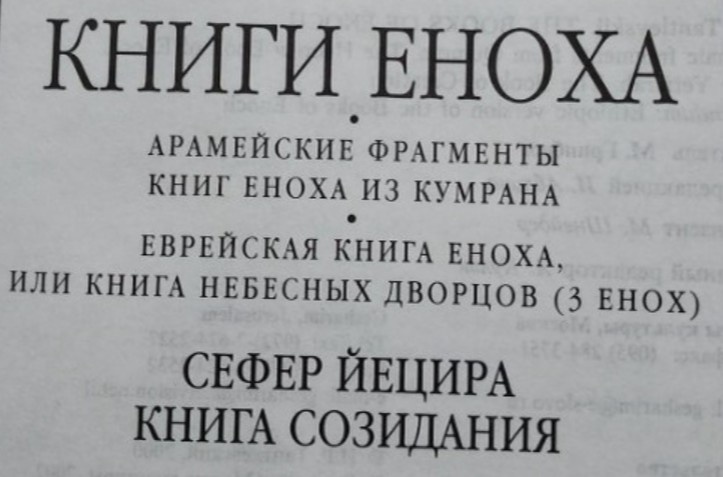 КНИГИ ЕНОХА
•
АРАМЕЙСКИЕ ФРАГМЕНТЫ
КНИГ ЕНОХА ИЗ КУМРАНА
•
ЕВРЕЙСКАЯ КНИГА ЕНОХА,
ИЛИ КНИГА НЕБЕСНЫХ ДВОРЦОВ (3 ЕНОХ)
СЕФЕР ЙЕЦИРА
КНИГА СОЗИДАНИЯ